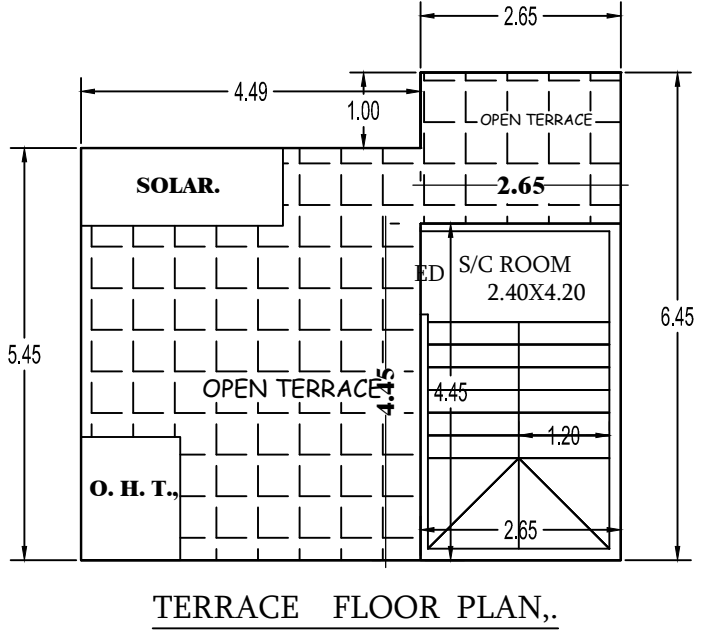 2.65
4.49
1.00
OPEN TERRACE
SOLAR.
2.65
ED
S/C ROOM
2.40X4.20
6.45
5.45
OPEN TERRACE
4.45
4.45
1.20
O. H. T.,
2.65
TERRACE FLOOR PLAN,.